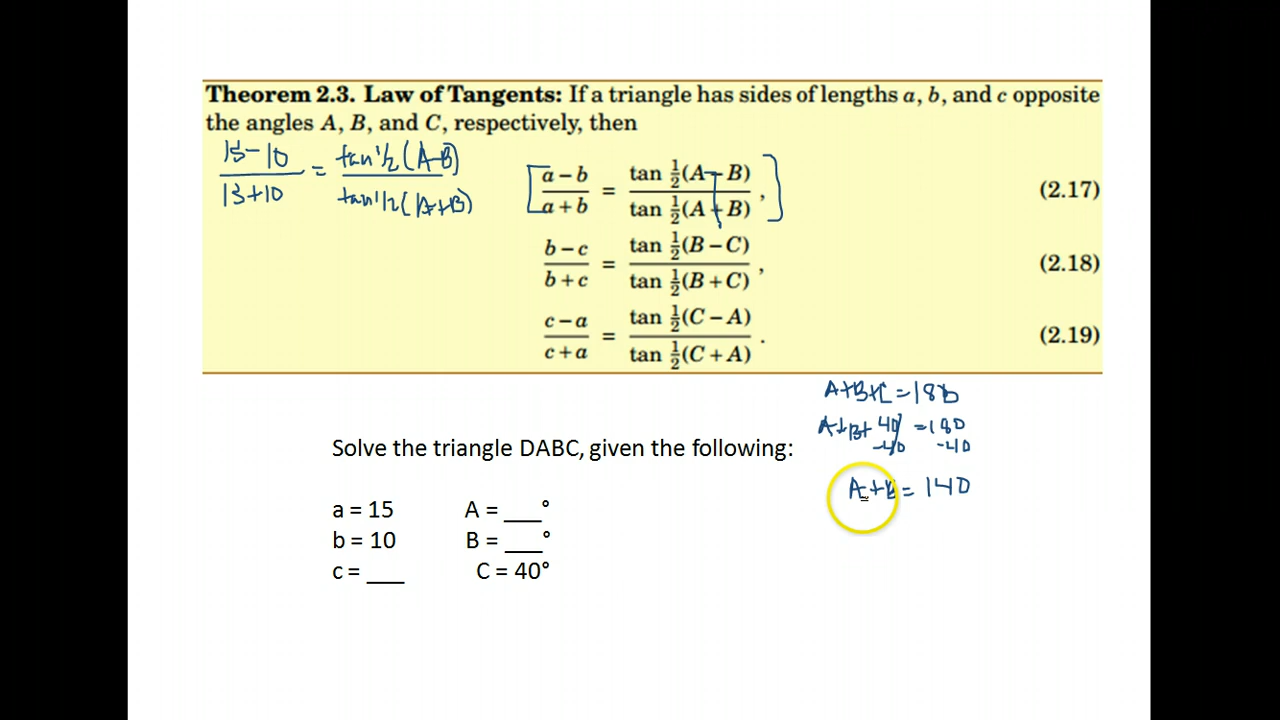 Theorem 2.3. Law of Tangents: If a triangle has sides of lengths a, b, and c opposite
the angles A, B, and C, respectively, then
15-10 / 15+10 = tan 1/2(A-B) / tan 1/2(A+B)
[a-b / a+b = tan ½(A-B) / tan ½(A+B),] (2.17)
b-c / b+c = tan ½(B-C) / tan ½(B+C), (2.18)
c-a / c+a = tan ½(C-A) / tan ½(C+A). (2.19)
A+B+C=180
A+B+40=180
-40 -40
A+B=140
Solve the triangle DABC, given the following:
a = 15 A = ___°
b = 10 B = ___°
c = ___ C = 40°